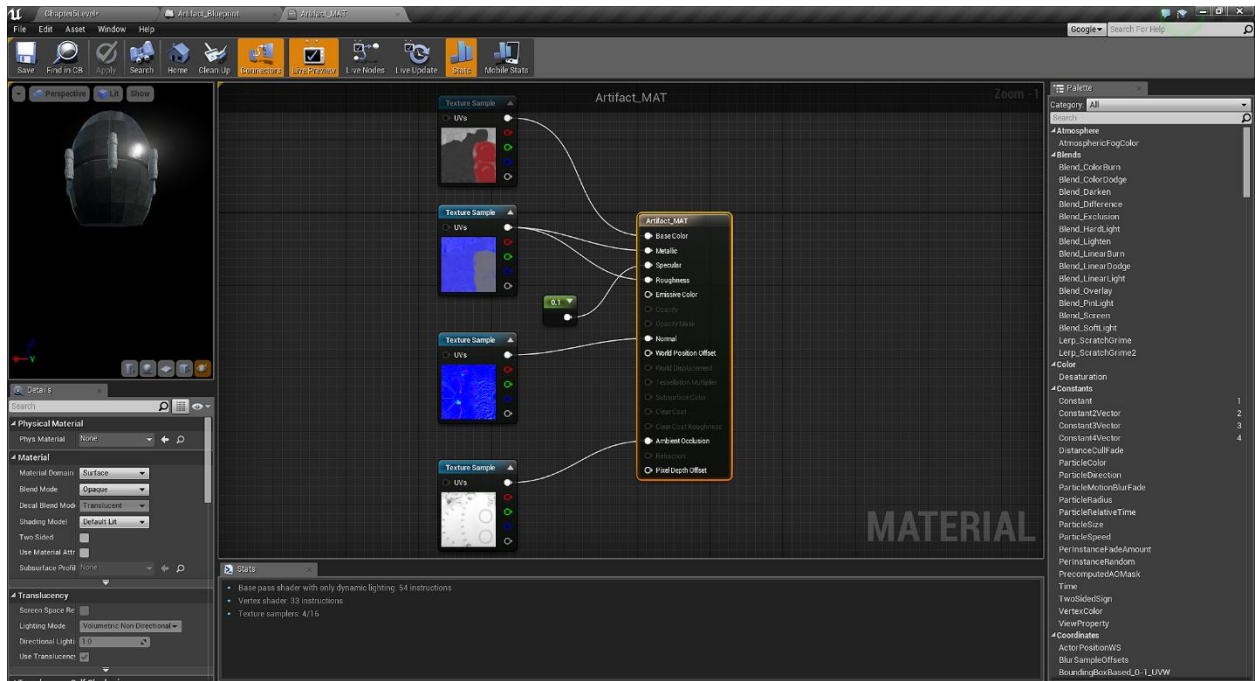 Chapter5Level
Artifact_Blueprint
Artifact_MAT
File Edit Asset Window Help
Google Search For Help
Save Find in CB Apply Search Home Clean Up Connectors Live Preview Live Nodes Live Update Stats Mobile Stats
Perspective Lit Show
Artifact_MAT
Zoom -1
Texture Sample
UVs
Texture Sample
UVs
0.1
Texture Sample
UVs
Texture Sample
UVs
Artifact_MAT
Base Color
Metallic
Specular
Roughness
Emissive Color
Opacity
Opacity Mask
Normal
World Position Offset
World Displacement
Tessellation Multiplier
Subsurface Color
Clear Coat
Clear Coat Roughness
Ambient Occlusion
Refraction
Pixel Depth Offset
MATERIAL
Y
Details
Search
Physical Material
Phys Material None
Material
Material Domain Surface
Blend Mode Opaque
Decal Blend Mod Translucent
Shading Model Default Lit
Two Sided
Use Material Attr
Subsurface Profil None
Translucency
Screen Space Re
Lighting Mode Volumetric Non Directional
Directional Lighti 1.0
Use Translucenc
Stats
Base pass shader with only dynamic lighting: 54 instructions
Vertex shader: 33 instructions
Texture samplers: 4/16
Palette
Category: All
Search
Atmosphere
AtmosphericFogColor
Blends
Blend_ColorBurn
Blend_ColorDodge
Blend_Darken
Blend_Difference
Blend_Exclusion
Blend_HardLight
Blend_Lighten
Blend_LinearBurn
Blend_LinearDodge
Blend_LinearLight
Blend_Overlay
Blend_PinLight
Blend_Screen
Blend_SoftLight
Lerp_ScratchGrime
Lerp_ScratchGrime2
Color
Desaturation
Constants
Constant 1
Constant2Vector 2
Constant3Vector 3
Constant4Vector 4
DistanceCullFade
ParticleColor
ParticleDirection
ParticleMotionBlurFade
ParticleRadius
ParticleRelativeTime
ParticleSize
ParticleSpeed
PerInstanceFadeAmount
PerInstanceRandom
PrecomputedAOMask
Time
TwoSidedSign
VertexColor
ViewProperty
Coordinates
ActorPositionWS
BlurSampleOffsets
BoundingBoxBased_0-1_UVW